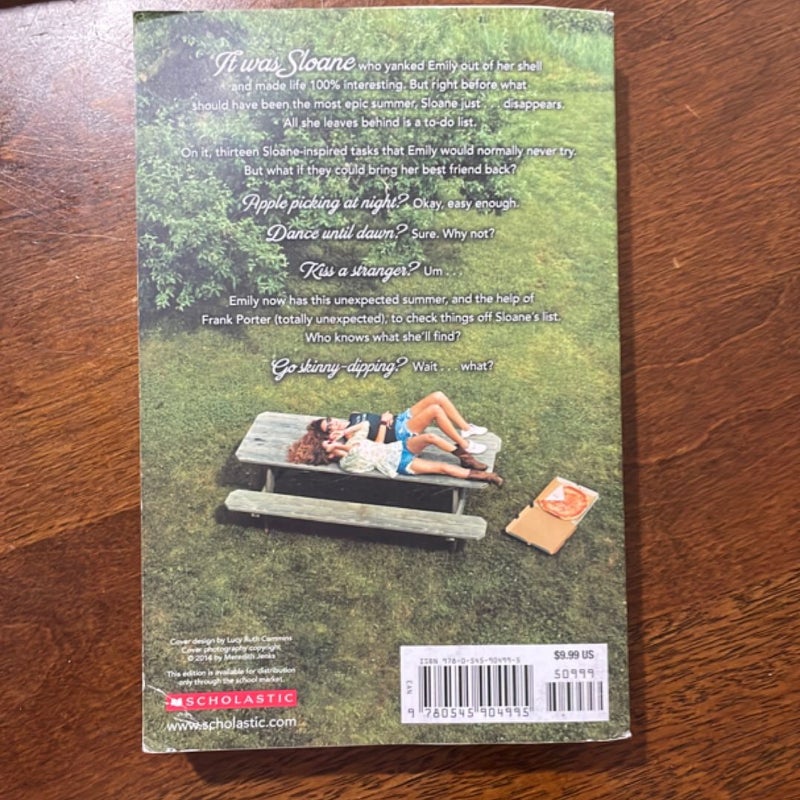 It was Sloane who yanked Emily out of her shell
and made life 100% interesting. But right before what
should have been the most epic summer, Sloane just . . . disappears.
All she leaves behind is a to-do list.
On it, thirteen Sloane-inspired tasks that Emily would normally never try.
But what if they could bring her best friend back?
Apple picking at night? Okay, easy enough.
Dance until dawn? Sure. Why not?
Kiss a stranger? Um . . .
Emily now has this unexpected summer, and the help of
Frank Porter (totally unexpected), to check things off Sloane's list.
Who knows what she'll find?
Go skinny-dipping? Wait . . . what?
Cover design by Lucy Ruth Cummins
Cover photography copyright
© 2014 by Meredith Jenks
This edition is available for distribution
only through the school market.
SCHOLASTIC
www.scholastic.com
ISBN 978-0-545-90499-5
$9.99 US
50999
EAN
9 780545 904995